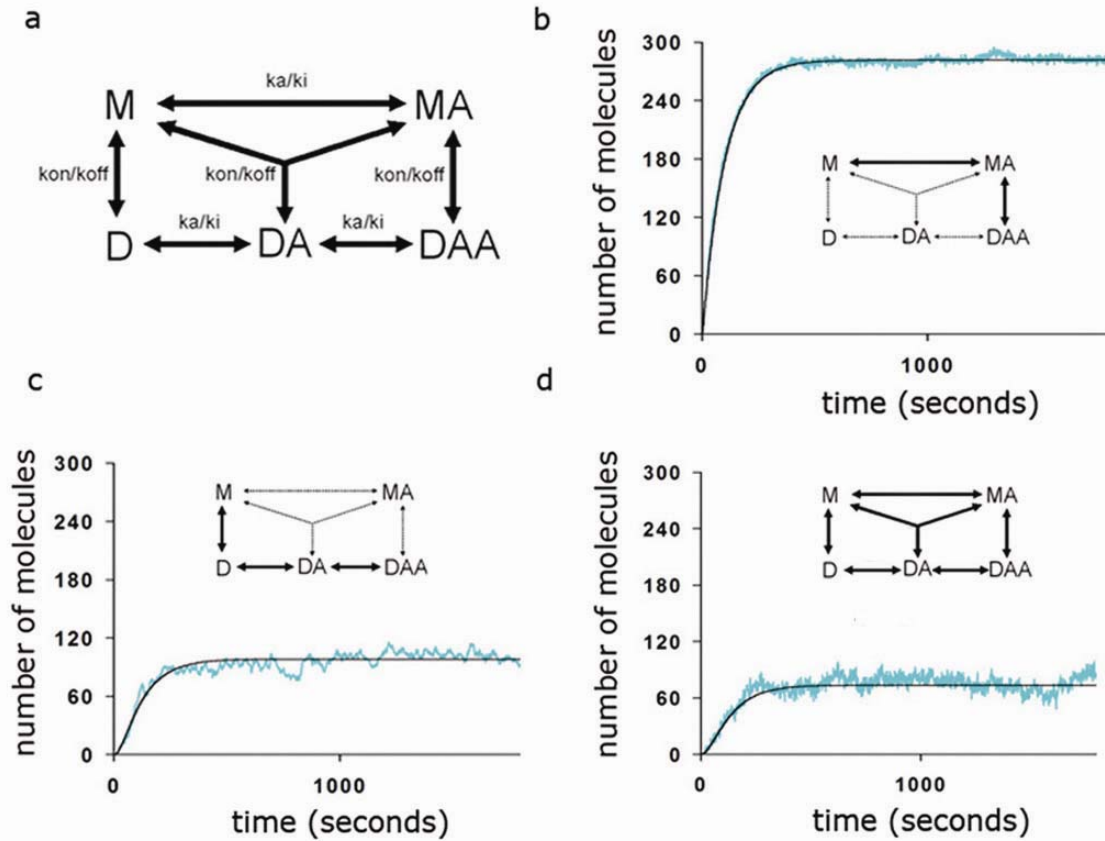 a
M
ka/ki
MA
kon/koff
kon/koff
kon/koff
D
ka/ki
DA
ka/ki
DAA
b
number of molecules
300
240
180
120
60
0
M
MA
D
DA
DAA
0
1000
time (seconds)
c
number of molecules
300
240
180
120
60
0
M
MA
D
DA
DAA
0
1000
time (seconds)
d
number of molecules
300
240
180
120
60
0
M
MA
D
DA
DAA
0
1000
time (seconds)